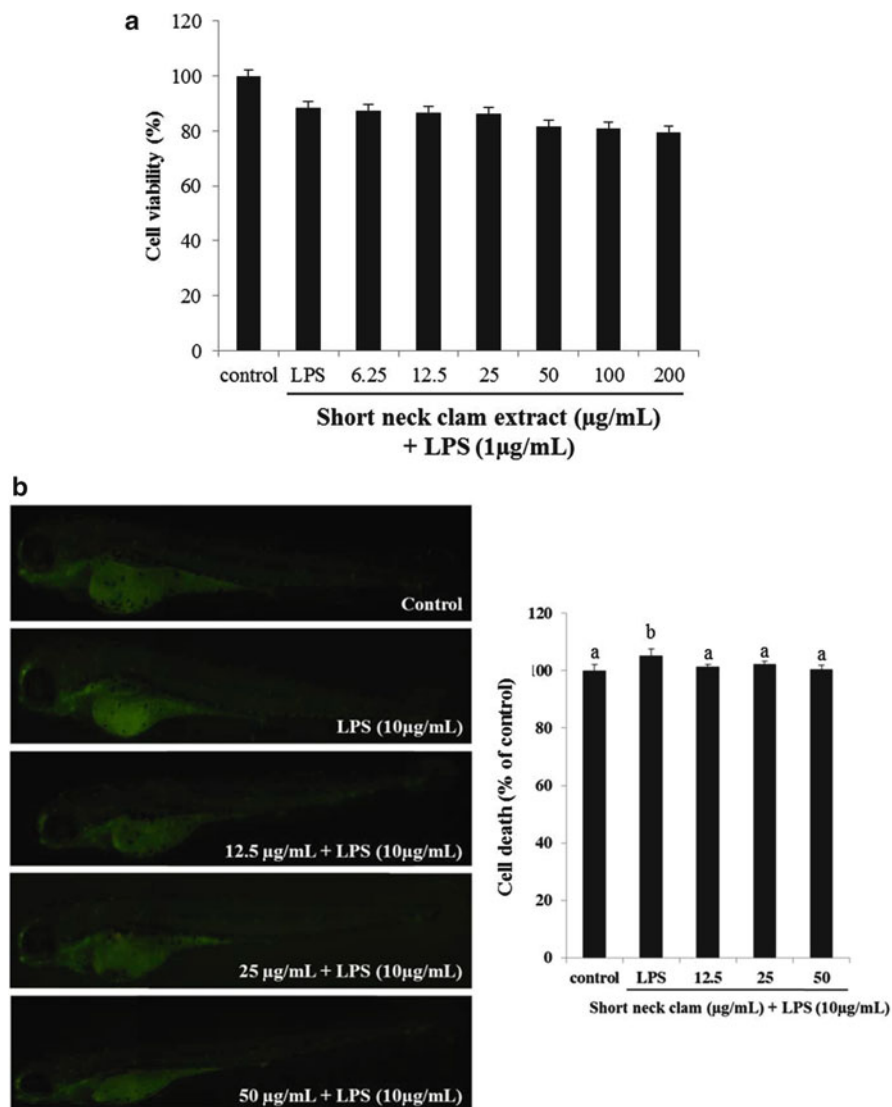 a
Cell viability (%)
120
100
80
60
40
20
0
control LPS 6.25 12.5 25 50 100 200
Short neck clam extract (µg/mL)
+ LPS (1µg/mL)
b
Control
LPS (10µg/mL)
12.5 µg/mL + LPS (10µg/mL)
25 µg/mL + LPS (10µg/mL)
50 µg/mL + LPS (10µg/mL)
Cell death (% of control)
120
100
80
60
40
20
0
a b a a a
control LPS 12.5 25 50
Short neck clam (µg/mL) + LPS (10µg/mL)